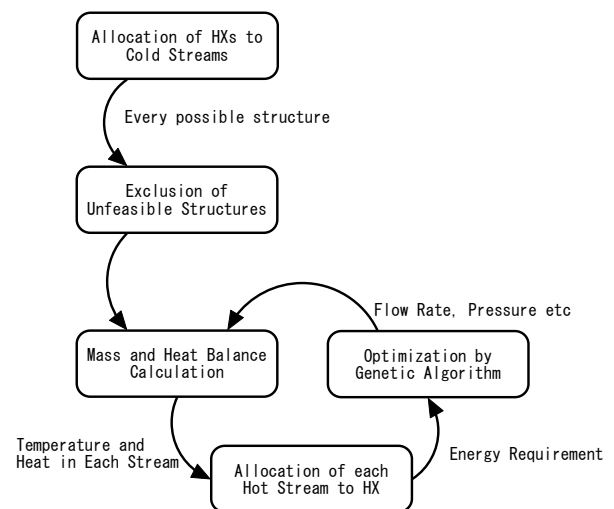 Allocation of HXs to
Cold Streams
Every possible structure
Exclusion of
Unfeasible Structures
Flow Rate, Pressure etc
Mass and Heat Balance
Calculation
Optimization by
Genetic Algorithm
Temperature and
Heat in Each Stream
Allocation of each
Hot Stream to HX
Energy Requirement